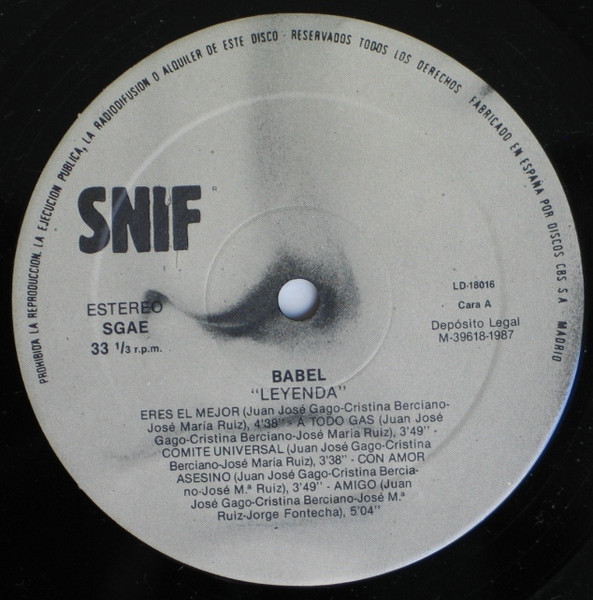 PROHIBIDA LA REPRODUCCION, LA EJECUCION PUBLICA, LA RADIODIFUSION O ALQUILER DE ESTE DISCO - RESERVADOS TODOS LOS DERECHOS FABRICADO EN ESPAÑA POR DISCOS CBS S A - MADRID
SNIF®
ESTEREO
SGAE
33 1/3 r.p.m.
LD-18016
Cara A
Depósito Legal
M-39618-1987
BABEL
"LEYENDA"
ERES EL MEJOR (Juan José Gago-Cristina Berciano-
José María Ruiz), 4'38'' - A TODO GAS (Juan José
Gago-Cristina Berciano-José María Ruiz), 3'49'' -
COMITE UNIVERSAL (Juan José Gago-Cristina
Berciano-José María Ruiz), 3'38'' - CON AMOR
ASESINO (Juan José Gago-Cristina Bercia-
no-José M.ª Ruiz), 3'49'' - AMIGO (Juan
José Gago-Cristina Berciano-José M.ª
Ruiz-Jorge Fontecha), 5'04''